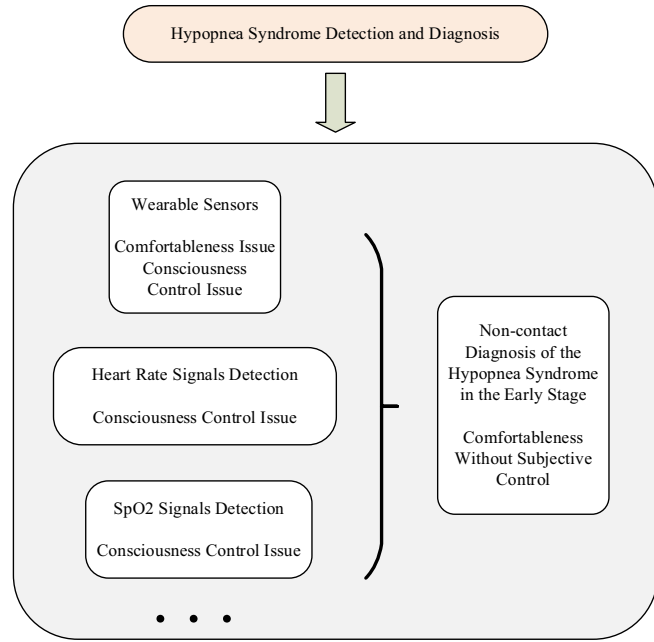 Hypopnea Syndrome Detection and Diagnosis
Wearable Sensors
Comfortableness Issue
Consciousness
Control Issue
Heart Rate Signals Detection
Consciousness Control Issue
SpO2 Signals Detection
Consciousness Control Issue
Non-contact
Diagnosis of the
Hypopnea Syndrome
in the Early Stage
Comfortableness
Without Subjective
Control